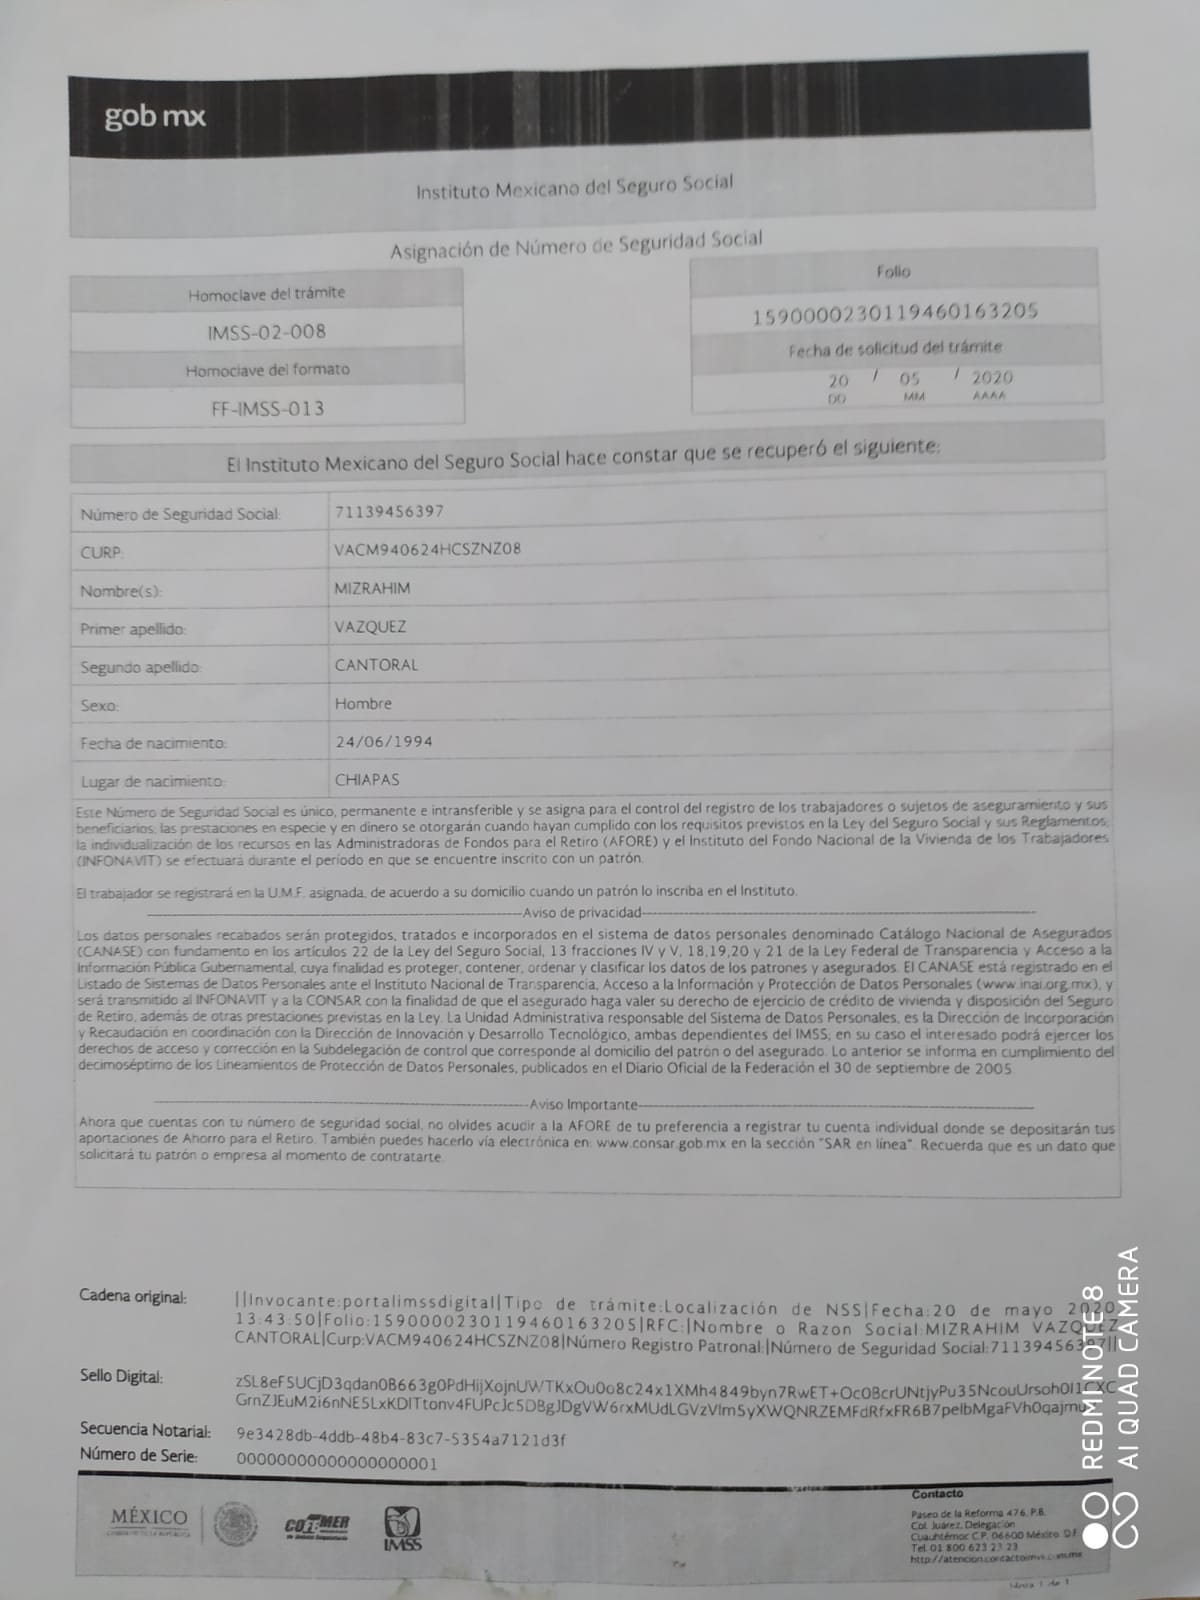 gob mx
Instituto Mexicano del Seguro Social
Asignación de Número de Seguridad Social
Homoclave del trámite
IMSS-02-008
Homoclave del formato
FF-IMSS-013
Folio
1590000230119460163205
Fecha de solicitud del trámite
20 / 05 / 2020
DD MM AAAA
El Instituto Mexicano del Seguro Social hace constar que se recuperó el siguiente:
Número de Seguridad Social: 71139456397
CURP: VACM940624HCSZNZ08
Nombre(s): MIZRAHIM
Primer apellido: VAZQUEZ
Segundo apellido: CANTORAL
Sexo: Hombre
Fecha de nacimiento: 24/06/1994
Lugar de nacimiento: CHIAPAS
Este Número de Seguridad Social es único, permanente e intransferible y se asigna para el control del registro de los trabajadores o sujetos de aseguramiento y sus
beneficiarios, las prestaciones en especie y en dinero se otorgarán cuando hayan cumplido con los requisitos previstos en la Ley del Seguro Social y sus Reglamentos;
la individualización de los recursos en las Administradoras de Fondos para el Retiro (AFORE) y el Instituto del Fondo Nacional de la Vivienda de los Trabajadores
(INFONAVIT) se efectuará durante el período en que se encuentre inscrito con un patrón.
El trabajador se registrará en la U.M.F. asignada, de acuerdo a su domicilio cuando un patrón lo inscriba en el Instituto.
Aviso de privacidad
Los datos personales recabados serán protegidos, tratados e incorporados en el sistema de datos personales denominado Catálogo Nacional de Asegurados
(CANASE) con fundamento en los artículos 22 de la Ley del Seguro Social, 13 fracciones IV y V, 18,19,20 y 21 de la Ley Federal de Transparencia y Acceso a la
Información Pública Gubernamental, cuya finalidad es proteger, contener, ordenar y clasificar los datos de los patrones y asegurados. El CANASE está registrado en el
Listado de Sistemas de Datos Personales ante el Instituto Nacional de Transparencia, Acceso a la Información y Protección de Datos Personales (www.inai.org.mx), y
será transmitido al INFONAVIT y a la CONSAR con la finalidad de que el asegurado haga valer su derecho de ejercicio de crédito de vivienda y disposición del Seguro
de Retiro, además de otras prestaciones previstas en la Ley. La Unidad Administrativa responsable del Sistema de Datos Personales, es la Dirección de Incorporación
y Recaudación en coordinación con la Dirección de Innovación y Desarrollo Tecnológico, ambas dependientes del IMSS; en su caso el interesado podrá ejercer los
derechos de acceso y corrección en la Subdelegación de control que corresponde al domicilio del patrón o del asegurado. Lo anterior se informa en cumplimiento del
decimoséptimo de los Lineamientos de Protección de Datos Personales, publicados en el Diario Oficial de la Federación el 30 de septiembre de 2005
Aviso Importante
Ahora que cuentas con tu número de seguridad social, no olvides acudir a la AFORE de tu preferencia a registrar tu cuenta individual donde se depositarán tus
aportaciones de Ahorro para el Retiro. También puedes hacerlo vía electrónica en: www.consar.gob.mx en la sección "SAR en línea". Recuerda que es un dato que
solicitará tu patrón o empresa al momento de contratarte.
Cadena original: ||Invocante:portalimssdigital|Tipo de trámite:Localización de NSS|Fecha:20 de mayo 2020
13:43:50|Folio:1590000230119460163205|RFC:|Nombre o Razon Social:MIZRAHIM VAZQUEZ
CANTORAL|Curp:VACM940624HCSZNZ08|Número Registro Patronal:|Número de Seguridad Social:71139456397||
Sello Digital:
Secuencia Notarial: 9e3428db-4ddb-48b4-83c7-5354a7121d3f
Número de Serie: 00000000000000000001
MÉXICO
GOBIERNO DE LA REPÚBLICA
COFEMER
IMSS
Contacto
Paseo de la Reforma 476, P.B.
Col. Juárez, Delegación
Cuauhtémoc C.P. 06600 México D.F.
Tel. 01 800 623 23 23
REDMI NOTE 8
AI QUAD CAMERA